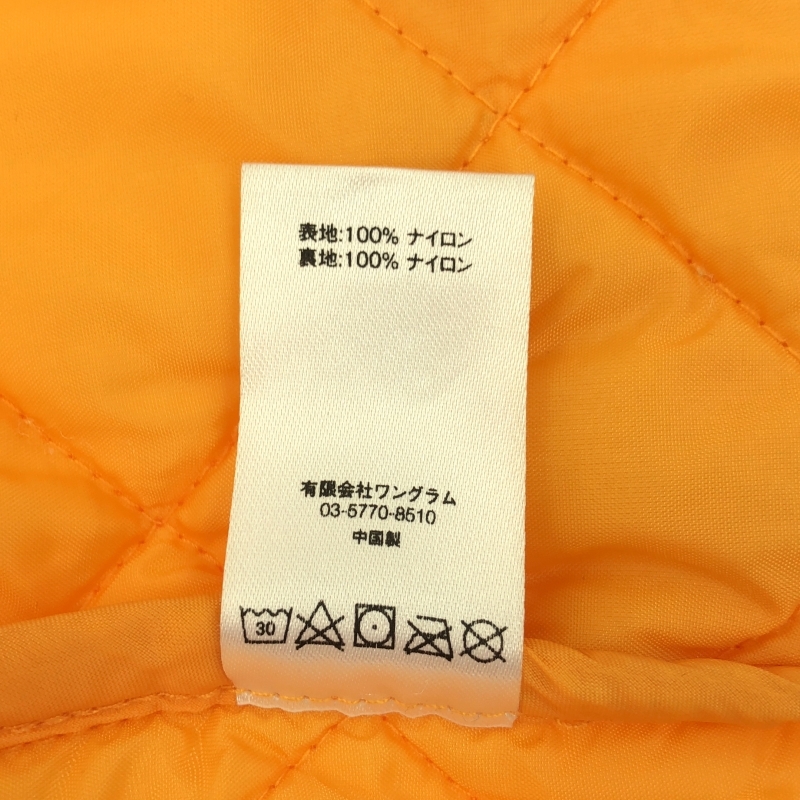 表地:100% ナイロン
裏地:100% ナイロン
有限会社ワングラム
03-5770-8510
中国製
30